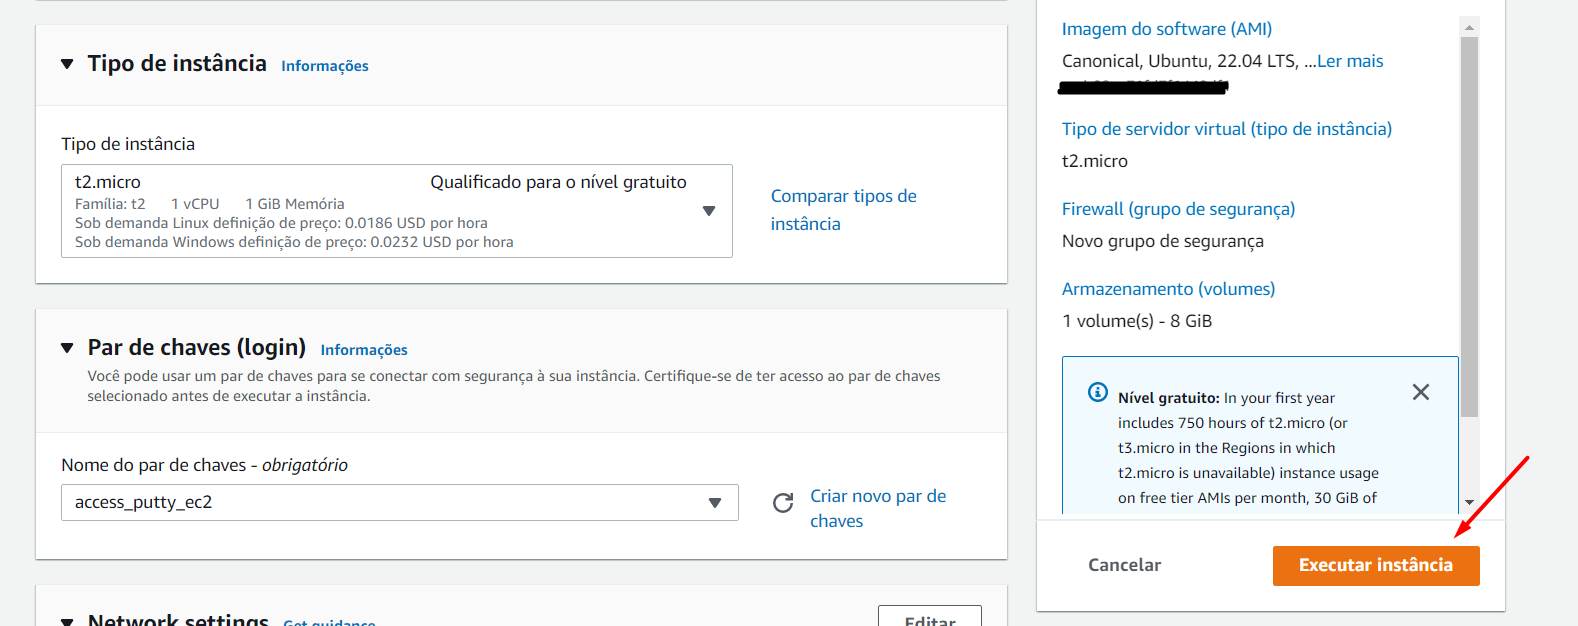 Tipo de instância Informações
Tipo de instância
t2.micro Qualificado para o nível gratuito
Família: t2 1 vCPU 1 GiB Memória
Sob demanda Linux definição de preço: 0.0186 USD por hora
Sob demanda Windows definição de preço: 0.0232 USD por hora
Comparar tipos de
instância
Par de chaves (login) Informações
Você pode usar um par de chaves para se conectar com segurança à sua instância. Certifique-se de ter acesso ao par de chaves
selecionado antes de executar a instância.
Nome do par de chaves - obrigatório
access_putty_ec2
Criar novo par de
chaves
Network settings Get guidance
Editar
Imagem do software (AMI)
Canonical, Ubuntu, 22.04 LTS, ...Ler mais
Tipo de servidor virtual (tipo de instância)
t2.micro
Firewall (grupo de segurança)
Novo grupo de segurança
Armazenamento (volumes)
1 volume(s) - 8 GiB
Nível gratuito: In your first year
includes 750 hours of t2.micro (or
t3.micro in the Regions in which
t2.micro is unavailable) instance usage
on free tier AMIs per month, 30 GiB of
Cancelar
Executar instância